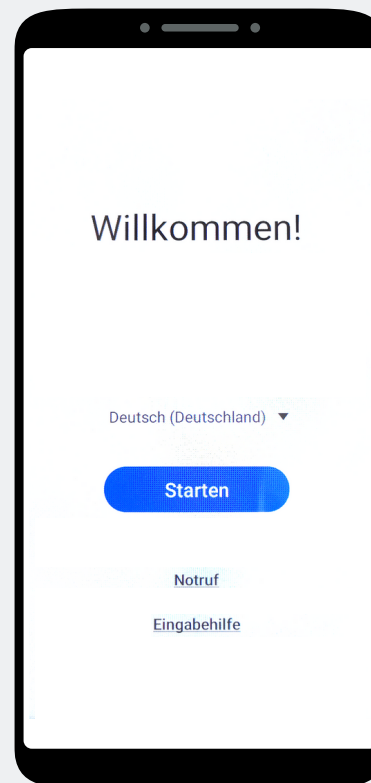 Willkommen!
Deutsch (Deutschland)
Starten
Notruf
Eingabehilfe